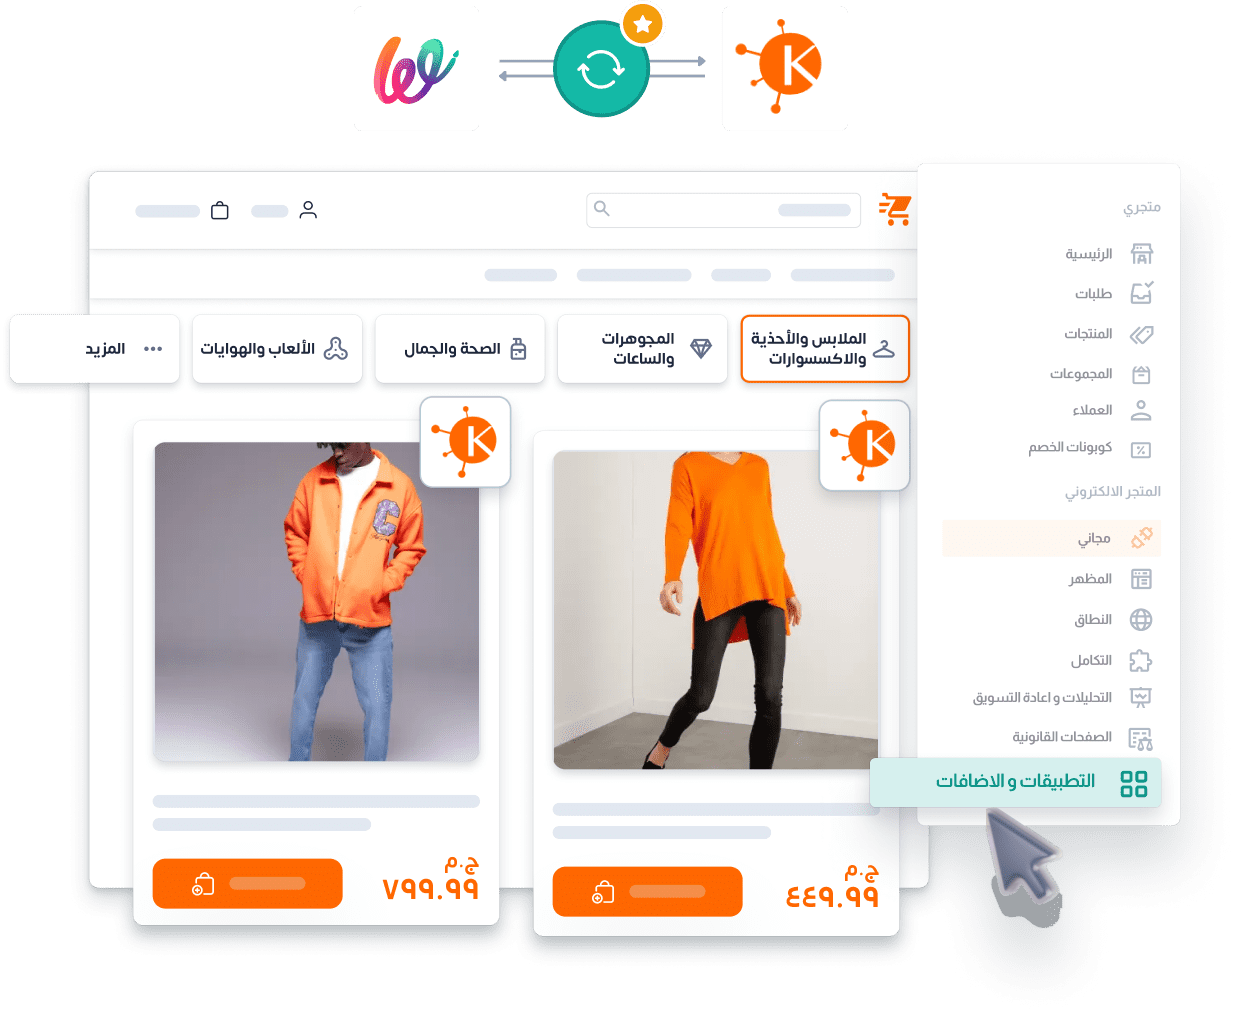 متجري
الرئيسية
طلبات
المنتجات
المجموعات
العملاء
كوبونات الخصم
المتجر الالكتروني
مجاني
المظهر
النطاق
التكامل
التحليلات و اعادة التسويق
الصفحات القانونية
التطبيقات و الاضافات
الملابس والأحذية
والاكسسوارات
المجوهرات
والساعات
الصحة والجمال
الألعاب والهوايات
المزيد
K
K
K
C
ج.م
٤٤٩.٩٩
ج.م
٧٩٩.٩٩